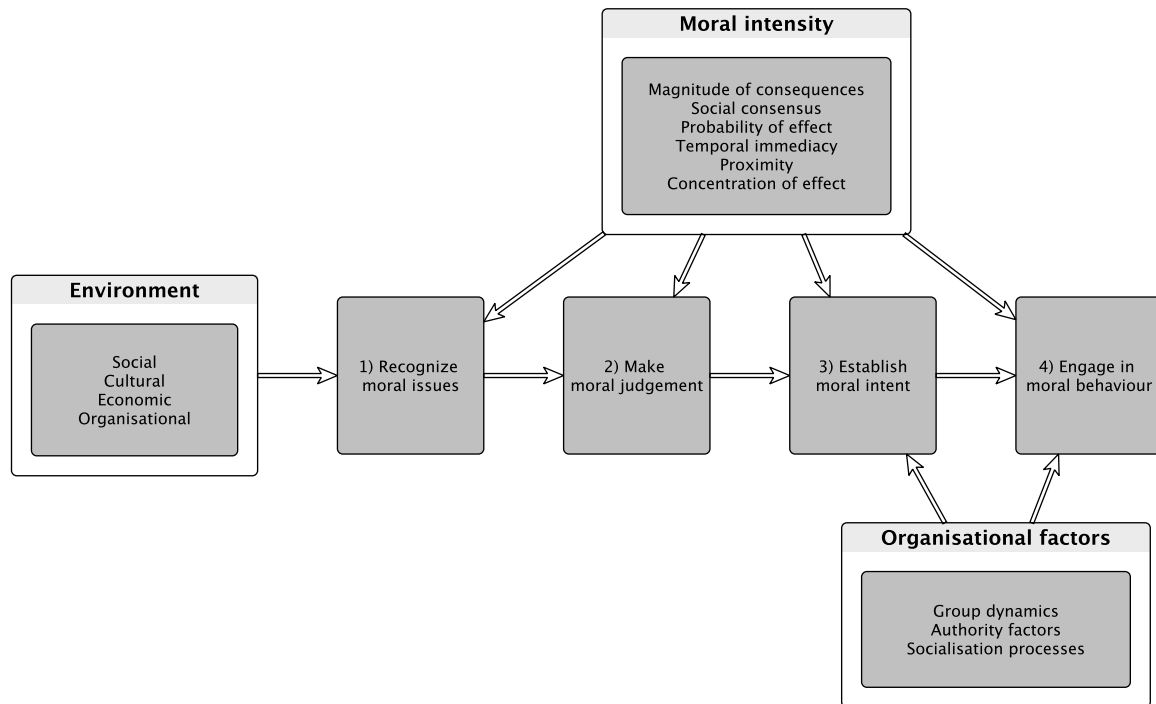 Moral intensity
Magnitude of consequences
Social consensus
Probability of effect
Temporal immediacy
Proximity
Concentration of effect
Environment
Social
Cultural
Economic
Organisational
1) Recognize
moral issues
2) Make
moral judgement
3) Establish
moral intent
4) Engage in
moral behaviour
Organisational factors
Group dynamics
Authority factors
Socialisation processes